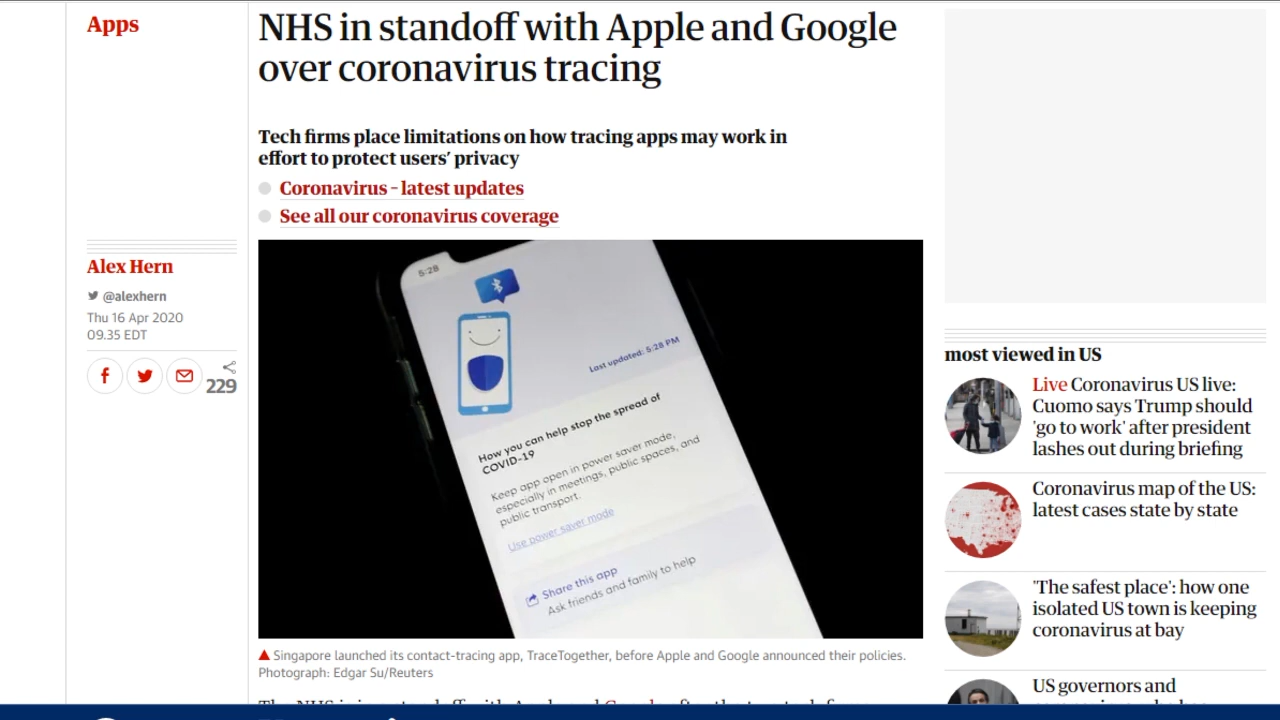 Apps
NHS in standoff with Apple and Google
over coronavirus tracing
Tech firms place limitations on how tracing apps may work in
effort to protect users' privacy
Coronavirus – latest updates
See all our coronavirus coverage
Alex Hern
@alexhern
Thu 16 Apr 2020
09.35 EDT
229
5:28
Last updated: 5:28 PM
How you can help stop the spread of
COVID-19
Keep app open in power saver mode,
especially in meetings, public spaces, and
public transport.
Use power saver mode
Share this app
Ask friends and family to help
Singapore launched its contact-tracing app, TraceTogether, before Apple and Google announced their policies.
Photograph: Edgar Su/Reuters
most viewed in US
Live Coronavirus US live:
Cuomo says Trump should
'go to work' after president
lashes out during briefing
Coronavirus map of the US:
latest cases state by state
'The safest place': how one
isolated US town is keeping
coronavirus at bay
US governors and